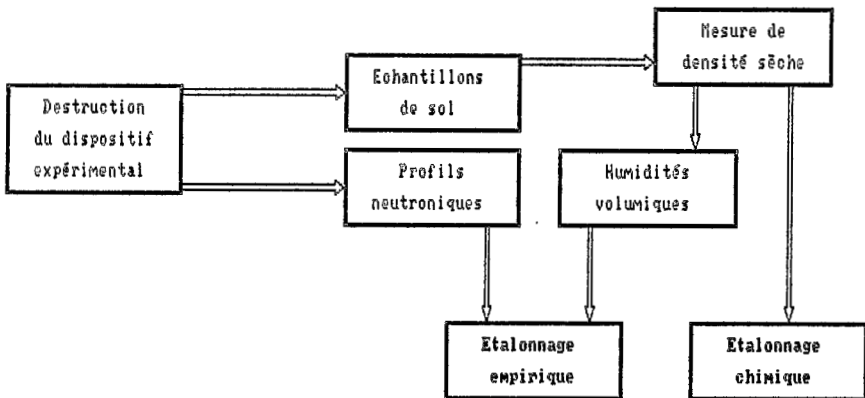 Mesure de
densité sèche
Echantillons
de sol
Destruction
du dispositif
expérimental
Profils
neutroniques
Humidités
volumiques
Etalonnage
empirique
Etalonnage
chimique